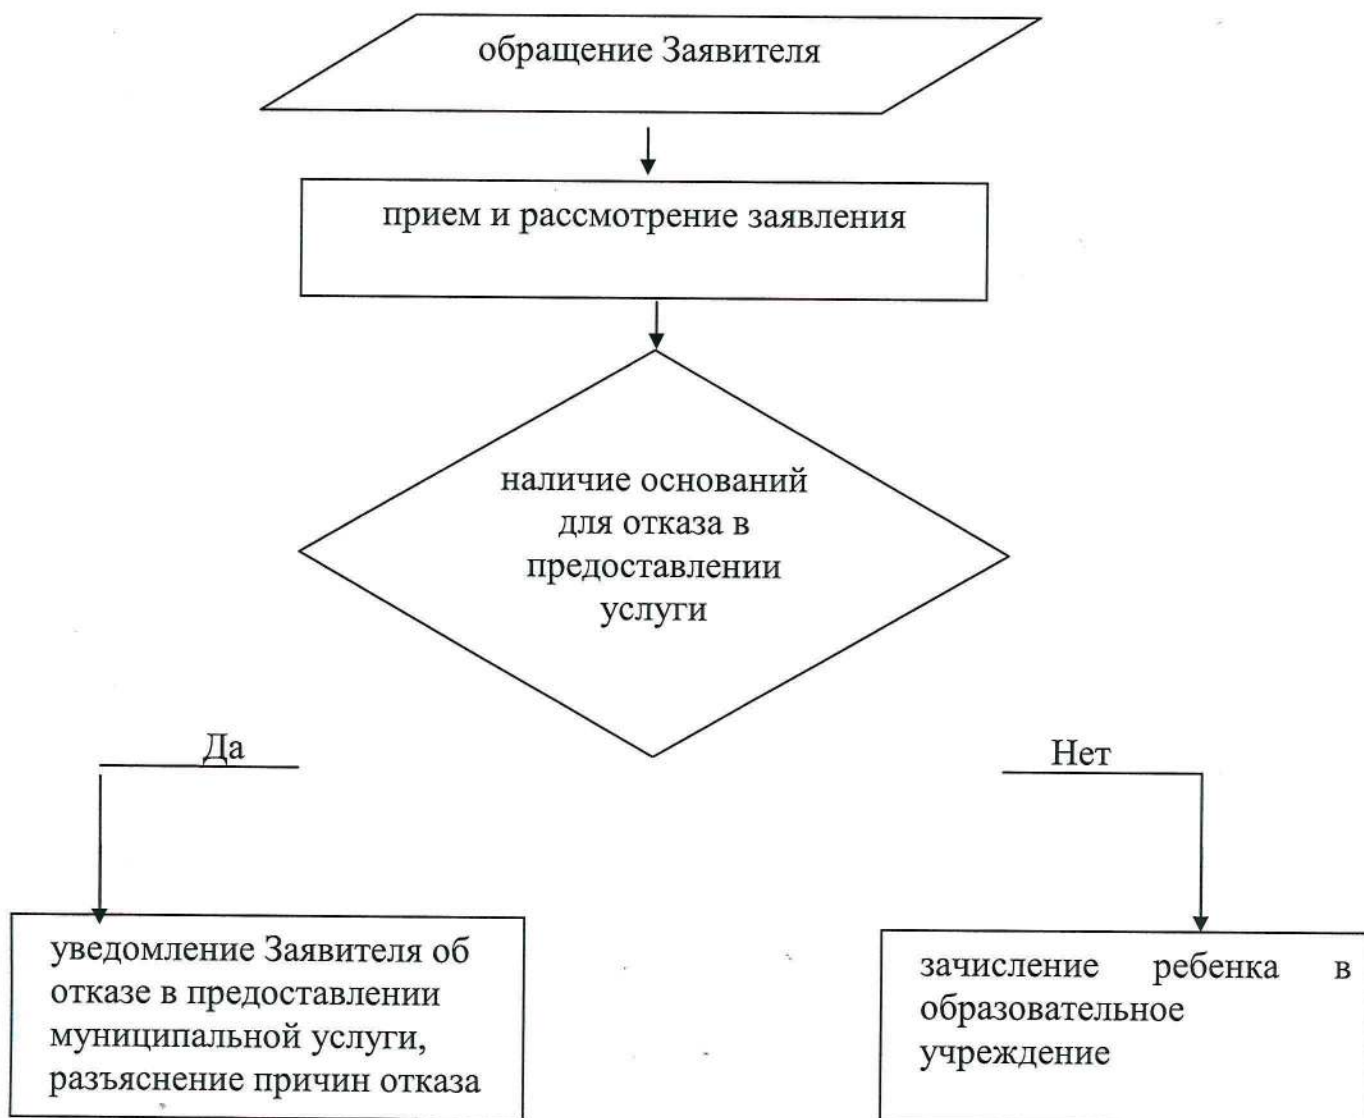 обращение Заявителя
прием и рассмотрение заявления
наличие оснований
для отказа в
предоставлении
услуги
Да
Нет
уведомление Заявителя об
отказе в предоставлении
муниципальной услуги,
разъяснение причин отказа
зачисление ребенка в
образовательное
учреждение